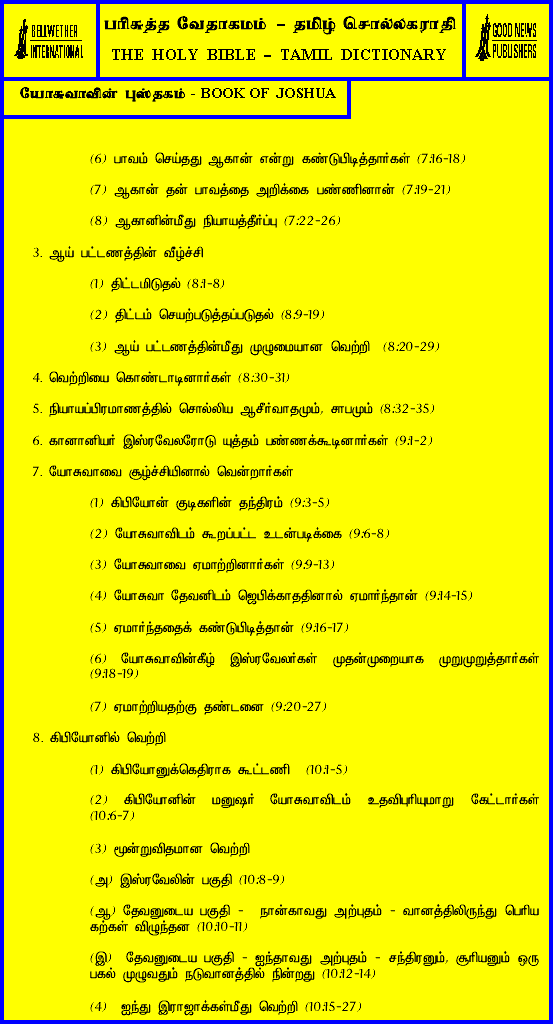 BELLWETHER
INTERNATIONAL
பரிசுத்த வேதாகமம் – தமிழ் சொல்லகராதி
THE HOLY BIBLE – TAMIL DICTIONARY
GOOD NEWS
PUBLISHERS
யோசுவாவின் புஸ்தகம் - BOOK OF JOSHUA
(6) பாவம் செய்தது ஆகான் என்று கண்டுபிடித்தார்கள் (7:16-18)
(7) ஆகான் தன் பாவத்தை அறிக்கை பண்ணினான் (7:19-21)
(8) ஆகானின்மீது நியாயத்தீர்ப்பு (7:22-26)
3. ஆய் பட்டணத்தின் வீழ்ச்சி
(1) திட்டமிடுதல் (8:1-8)
(2) திட்டம் செயற்படுத்தப்படுதல் (8:9-19)
(3) ஆய் பட்டணத்தின்மீது முழுமையான வெற்றி (8:20-29)
4. வெற்றியை கொண்டாடினார்கள் (8:30-31)
5. நியாயப்பிரமாணத்தில் சொல்லிய ஆசீர்வாதமும், சாபமும் (8:32-35)
6. கானானியர் இஸ்ரவேலரோடு யுத்தம் பண்ணக்கூடினார்கள் (9:1-2)
7. யோசுவாவை சூழ்ச்சியினால் வென்றார்கள்
(1) கிபியோன் குடிகளின் தந்திரம் (9:3-5)
(2) யோசுவாவிடம் கூறப்பட்ட உடன்படிக்கை (9:6-8)
(3) யோசுவாவை ஏமாற்றினார்கள் (9:9-13)
(4) யோசுவா தேவனிடம் ஜெபிக்காததினால் ஏமார்ந்தான் (9:14-15)
(5) ஏமார்ந்ததைக் கண்டுபிடித்தான் (9:16-17)
(6) யோசுவாவின்கீழ் இஸ்ரவேலர்கள் முதன்முறையாக முறுமுறுத்தார்கள்
(9:18-19)
(7) ஏமாற்றியதற்கு தண்டனை (9:20-27)
8. கிபியோனில் வெற்றி
(1) கிபியோனுக்கெதிராக கூட்டணி (10:1-5)
(2) கிபியோனின் மனுஷர் யோசுவாவிடம் உதவிபுரியுமாறு கேட்டார்கள்
(10:6-7)
(3) மூன்றுவிதமான வெற்றி
(அ) இஸ்ரவேலின் பகுதி (10:8-9)
(ஆ) தேவனுடைய பகுதி - நான்காவது அற்புதம் - வானத்திலிருந்து பெரிய
கற்கள் விழுந்தன (10:10-11)
(இ) தேவனுடைய பகுதி - ஐந்தாவது அற்புதம் - சந்திரனும், சூரியனும் ஒரு
பகல் முழுவதும் நடுவானத்தில் நின்றது (10:12-14)
(4) ஐந்து இராஜாக்கள்மீது வெற்றி (10:15-27)